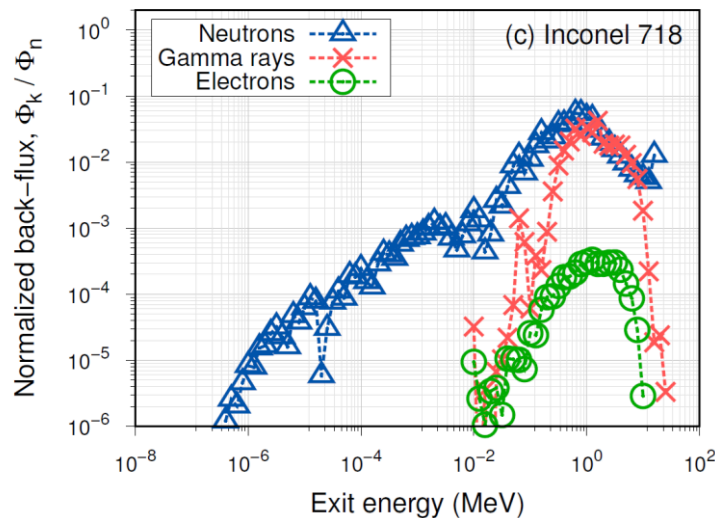 10⁰
10⁻¹
10⁻²
10⁻³
10⁻⁴
10⁻⁵
10⁻⁶
Normalized back−flux, Φk / Φn
Neutrons
Gamma rays
Electrons
(c) Inconel 718
10⁻⁸
10⁻⁶
10⁻⁴
10⁻²
10⁰
10²
Exit energy (MeV)